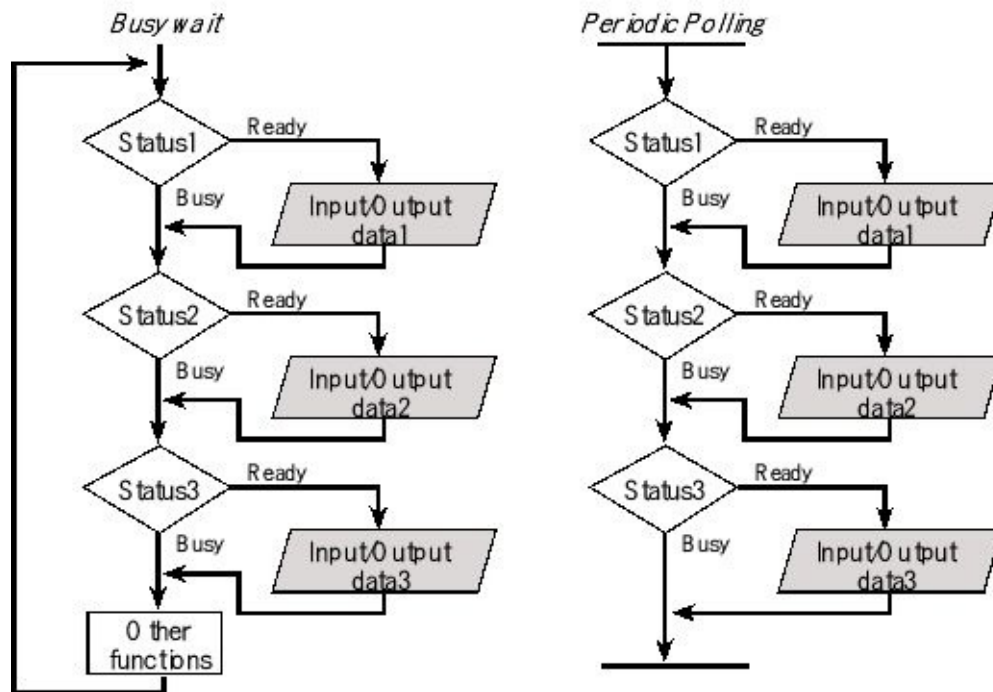 Busy wait
Status1
Ready
Busy
Input/Output
data1
Status2
Ready
Busy
Input/Output
data2
Status3
Ready
Busy
Input/Output
data3
Other
functions
Periodic Polling
Status1
Ready
Busy
Input/Output
data1
Status2
Ready
Busy
Input/Output
data2
Status3
Ready
Busy
Input/Output
data3